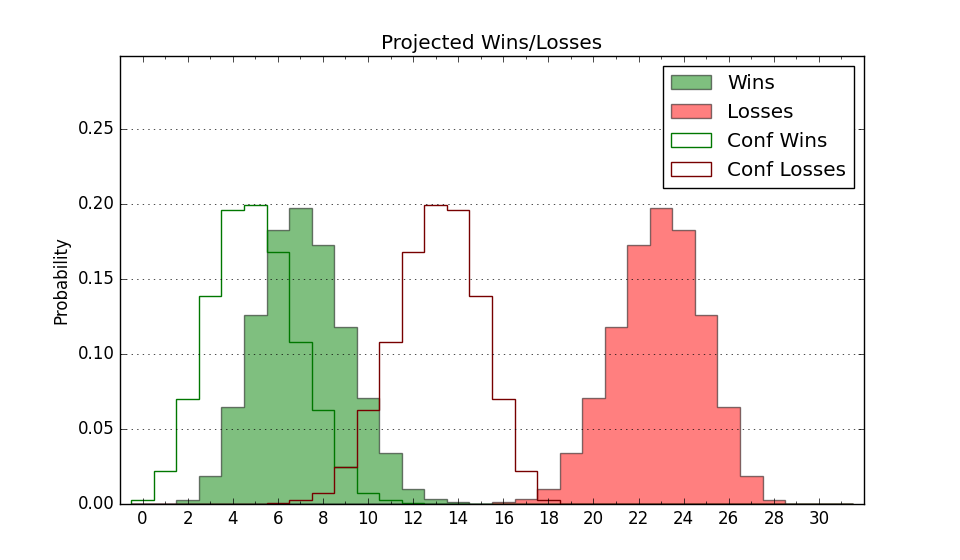 Projected Wins/Losses
Wins
Losses
Conf Wins
Conf Losses
Probability
0.25
0.20
0.15
0.10
0.05
0.00
0 2 4 6 8 10 12 14 16 18 20 22 24 26 28 30